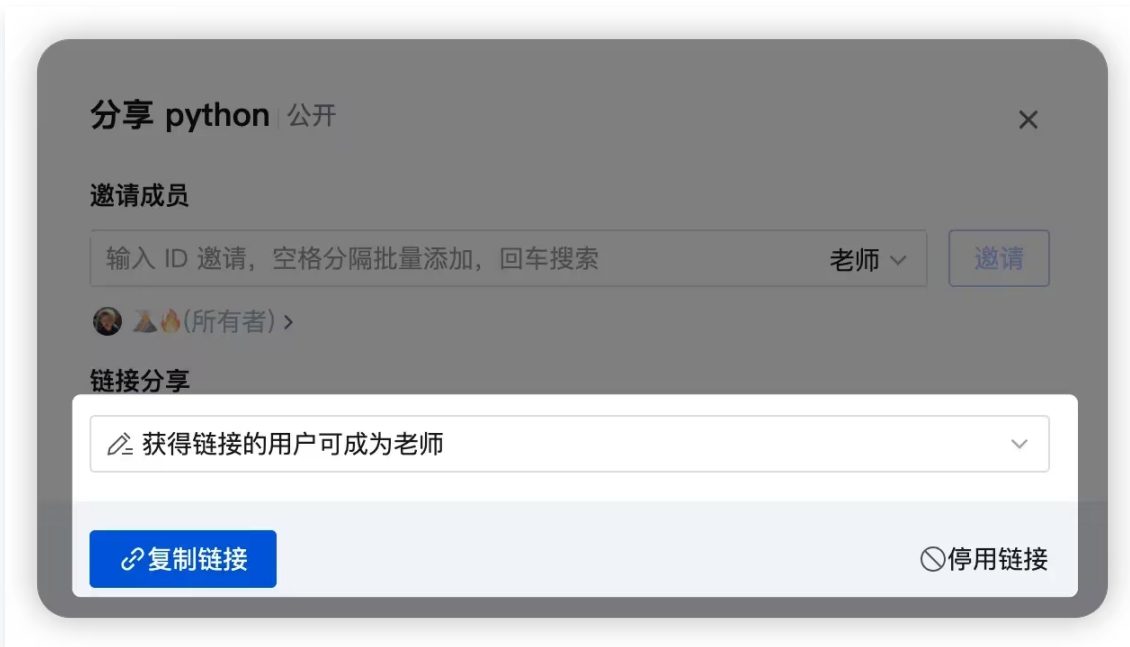 分享 python 公开
邀请成员
输入 ID 邀请，空格分隔批量添加，回车搜索 老师 邀请
🌋🔥(所有者)
链接分享
获得链接的用户可成为老师
复制链接 停用链接